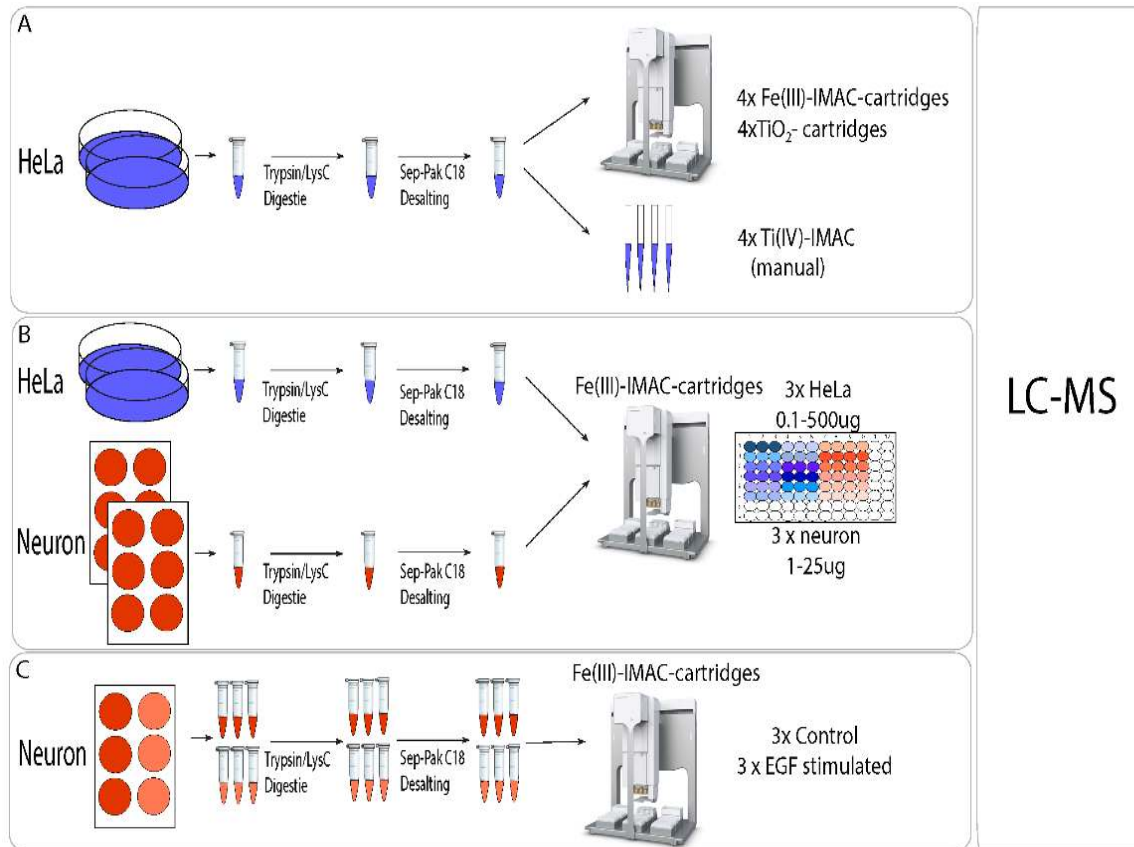 A
HeLa
Trypsin/LysC
Digestie
Sep-Pak C18
Desalting
4x Fe(III)-IMAC-cartridges
4xTiO₂- cartridges
4x Ti(IV)-IMAC
(manual)
B
HeLa
Trypsin/LysC
Digestie
Sep-Pak C18
Desalting
Neuron
Trypsin/LysC
Digestie
Sep-Pak C18
Desalting
Fe(III)-IMAC-cartridges
3x HeLa
0.1-500ug
3 x neuron
1-25ug
C
Neuron
Trypsin/LysC
Digestie
Sep-Pak C18
Desalting
Fe(III)-IMAC-cartridges
3x Control
3 x EGF stimulated
LC-MS